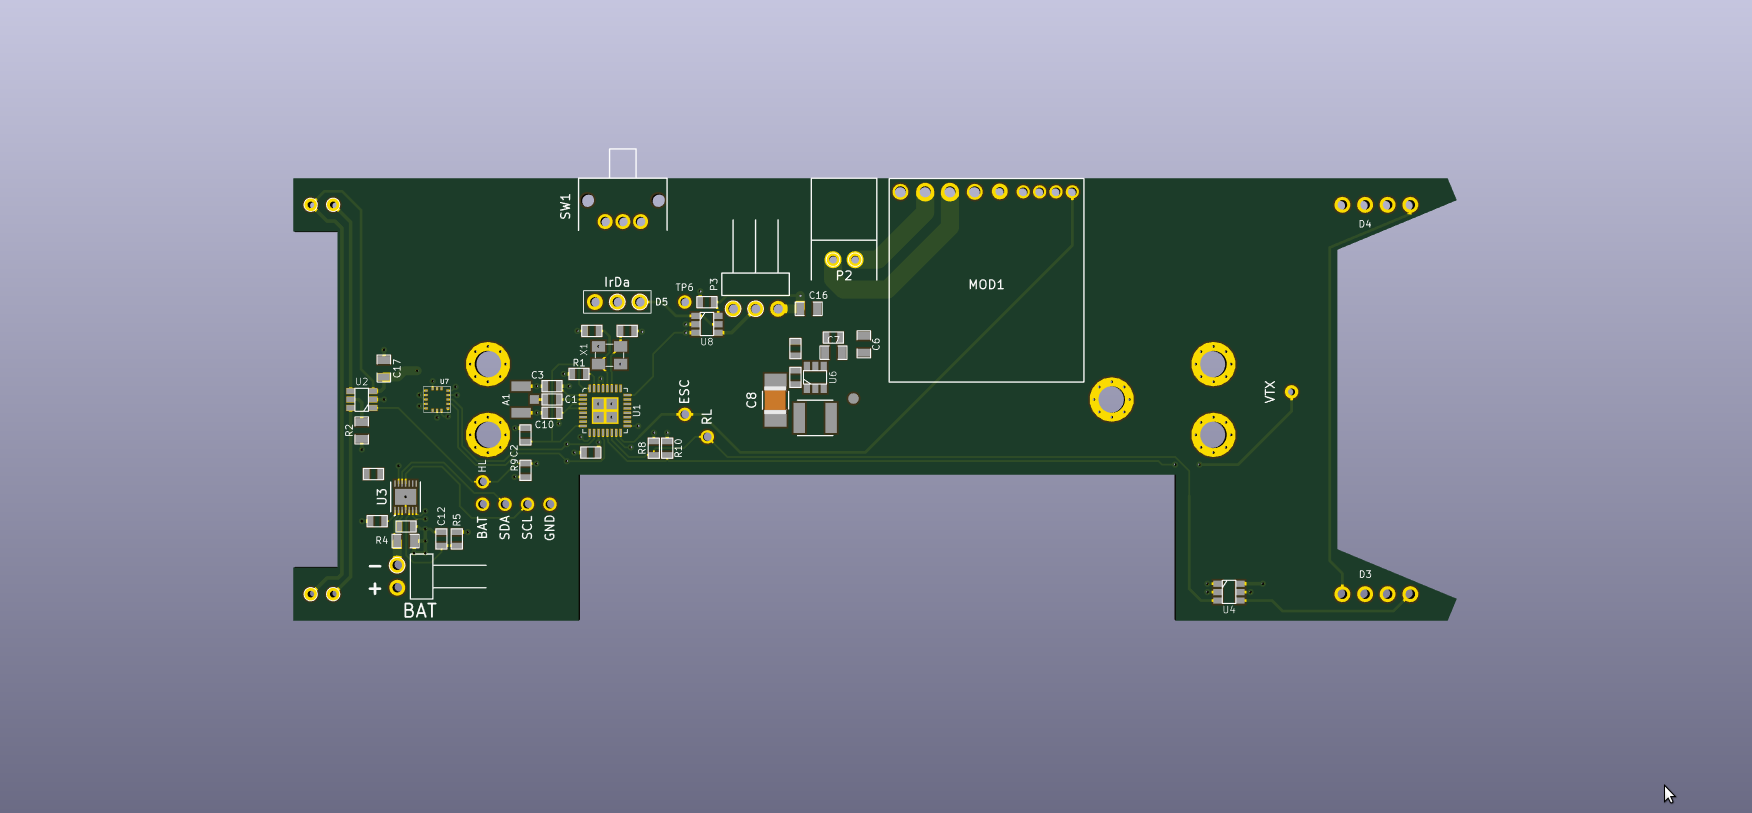 SW1
D4
P2
IrDa
MOD1
TP6
P3
D5
C16
U8
C7
C6
X1
R1
C17
U2
U7
C3
A1
C1
C10
U1
ESC
RL
C8
U6
VTX
R2
R8
R10
C2
R9
HL
U3
C12
R5
BAT
SDA
SCL
GND
R4
-
+
BAT
D3
U4